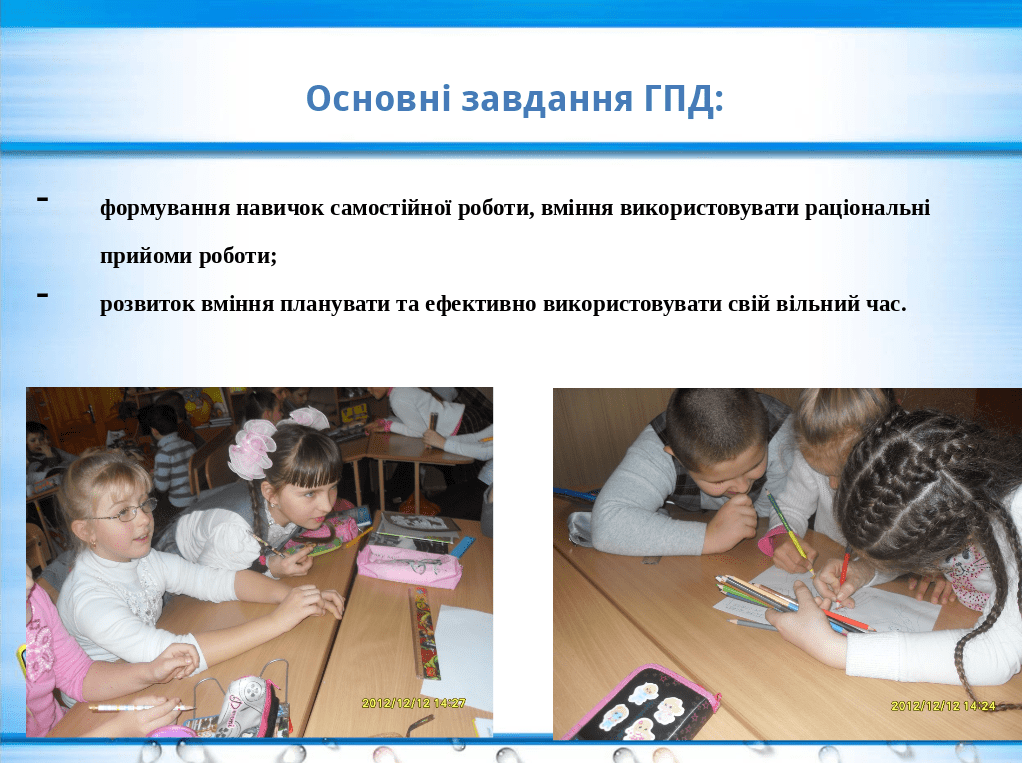 Основні завдання ГПД:
- формування навичок самостійної роботи, вміння використовувати раціональні
прийоми роботи;
- розвиток вміння планувати та ефективно використовувати свій вільний час.
2012/12/12 14:27
2012/12/12 14:24